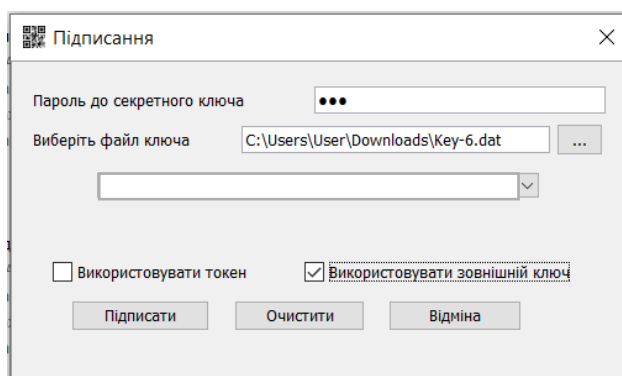 Підписання
Пароль до секретного ключа
●●●
Виберіть файл ключа C:\Users\User\Downloads\Key-6.dat ...
Використовувати токен Використовувати зовнішній ключ
Підписати Очистити Відміна